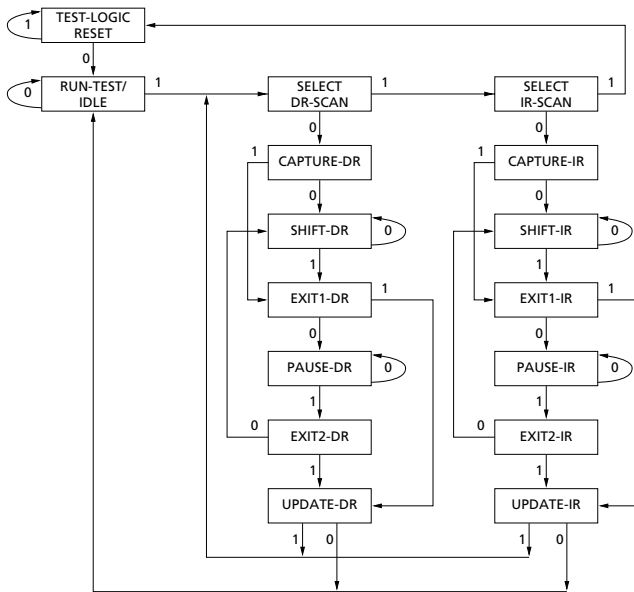 TEST-LOGIC
RESET
1
0
RUN-TEST/
IDLE
0
1
SELECT
DR-SCAN
1
SELECT
IR-SCAN
1
0
0
1
CAPTURE-DR
1
CAPTURE-IR
0
0
SHIFT-DR
0
SHIFT-IR
0
1
1
EXIT1-DR
1
EXIT1-IR
1
0
0
PAUSE-DR
0
PAUSE-IR
0
1
1
0
EXIT2-DR
0
EXIT2-IR
1
1
UPDATE-DR
UPDATE-IR
1
0
1
0